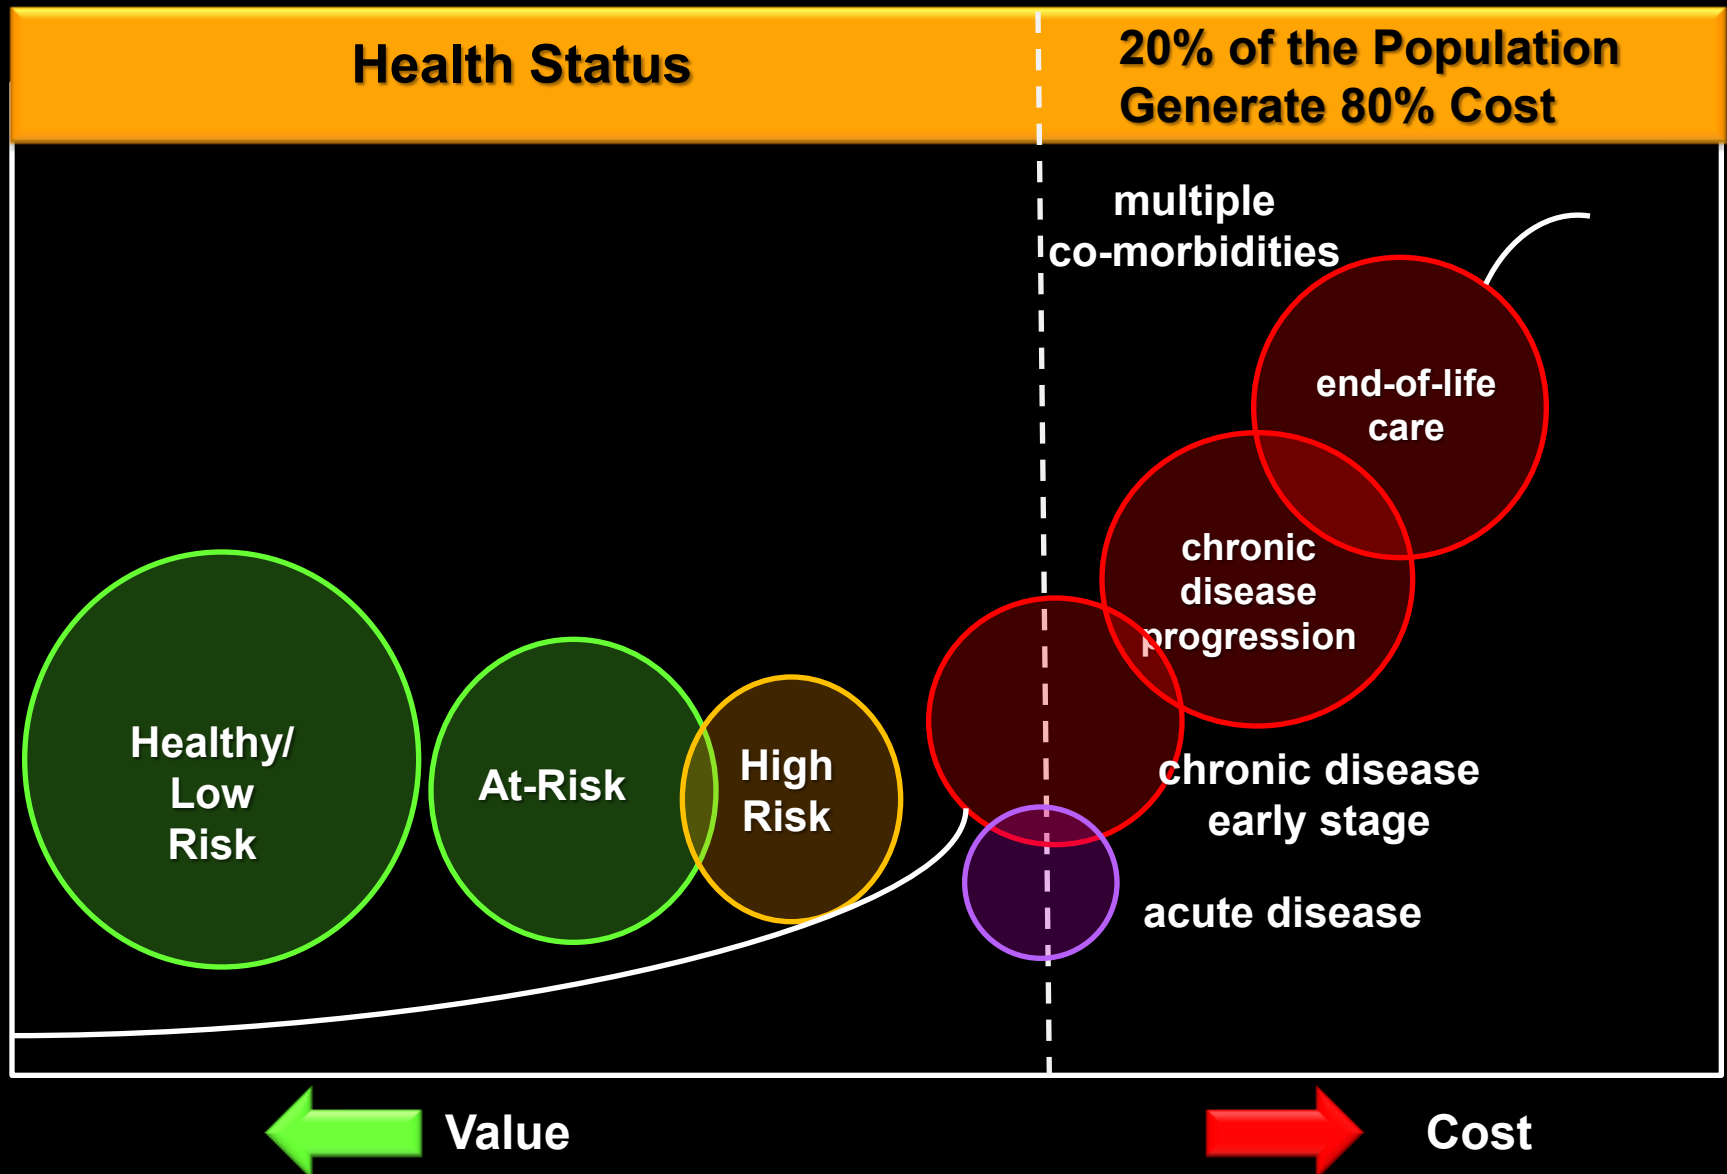 Health Status
20% of the Population
Generate 80% Cost
multiple
co-morbidities
end-of-life
care
chronic
disease
progression
Healthy/
Low
Risk
At-Risk
High
Risk
chronic disease
early stage
acute disease
Value
Cost